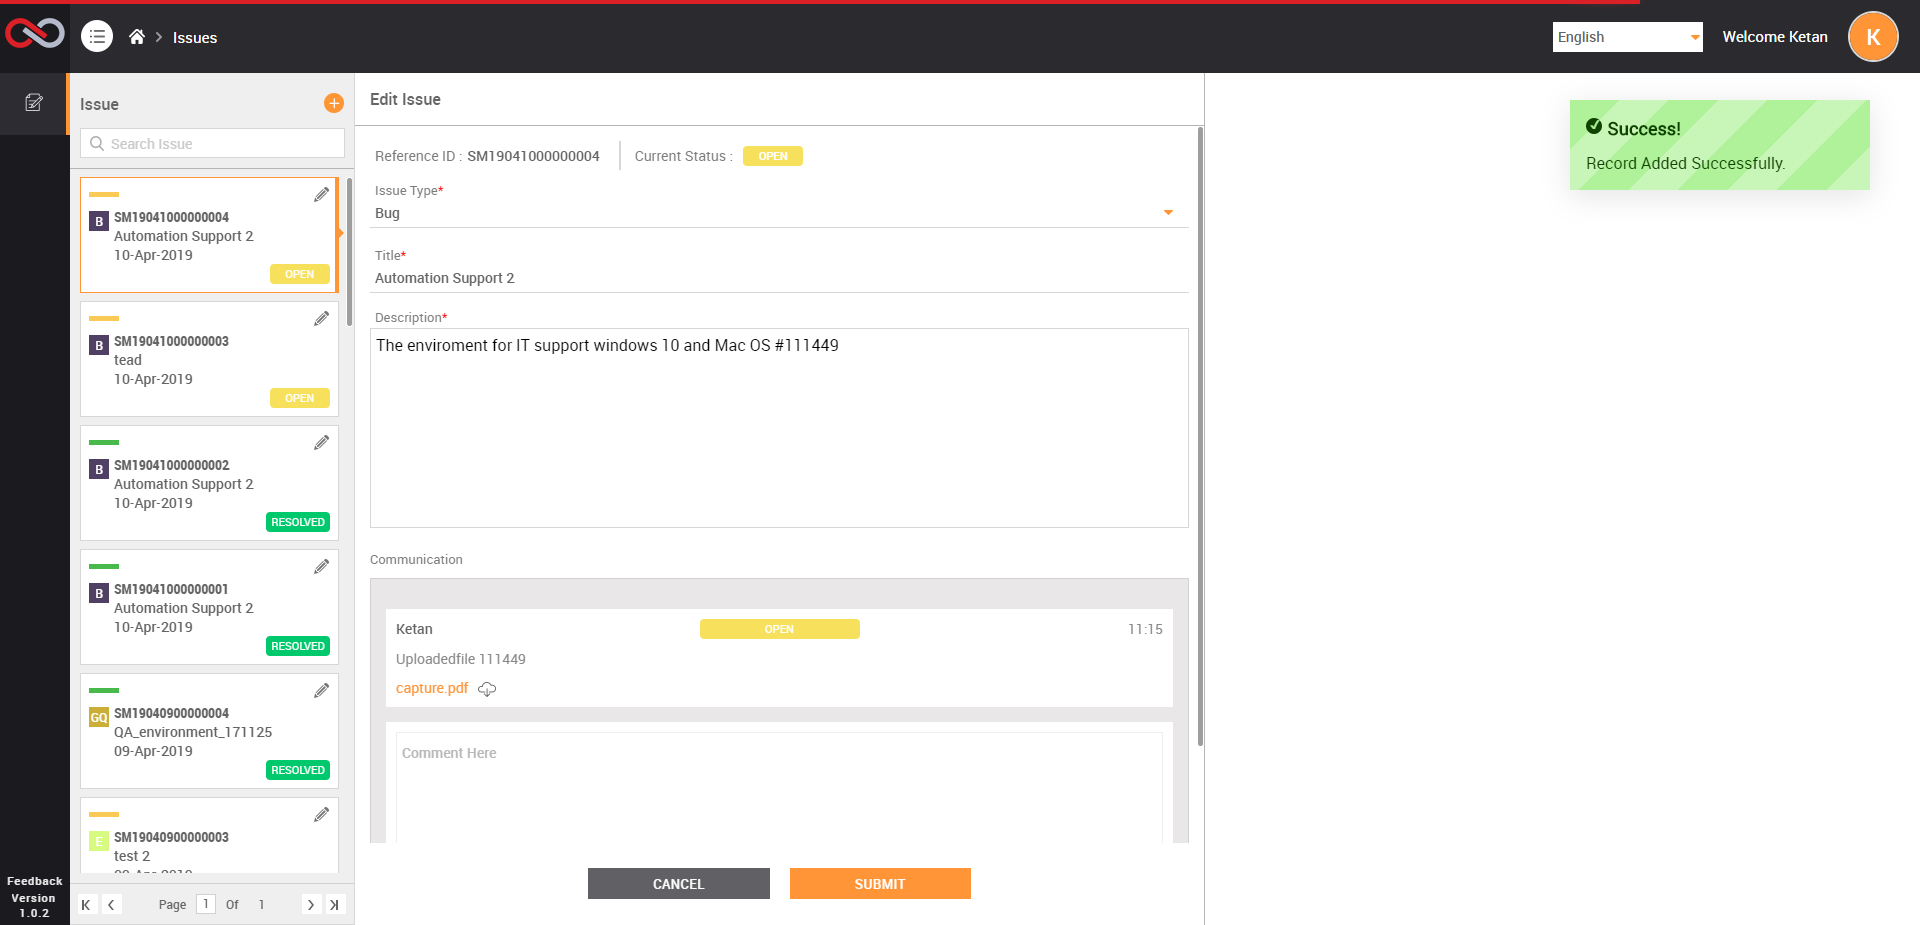 Issues
English
Welcome Ketan
K
Issue
Search Issue
B
SM19041000000004
Automation Support 2
10-Apr-2019
OPEN
B
SM19041000000003
tead
10-Apr-2019
OPEN
B
SM19041000000002
Automation Support 2
10-Apr-2019
RESOLVED
B
SM19041000000001
Automation Support 2
10-Apr-2019
RESOLVED
GQ
SM19040900000004
QA_environment_171125
09-Apr-2019
RESOLVED
E
SM19040900000003
test 2
Page 1 Of 1
Feedback
Version
1.0.2
Edit Issue
Reference ID : SM19041000000004 Current Status : OPEN
Issue Type*
Bug
Title*
Automation Support 2
Description*
The enviroment for IT support windows 10 and Mac OS #111449
Communication
Ketan OPEN 11:15
Uploadedfile 111449
capture.pdf
Comment Here
CANCEL SUBMIT
Success!
Record Added Successfully.